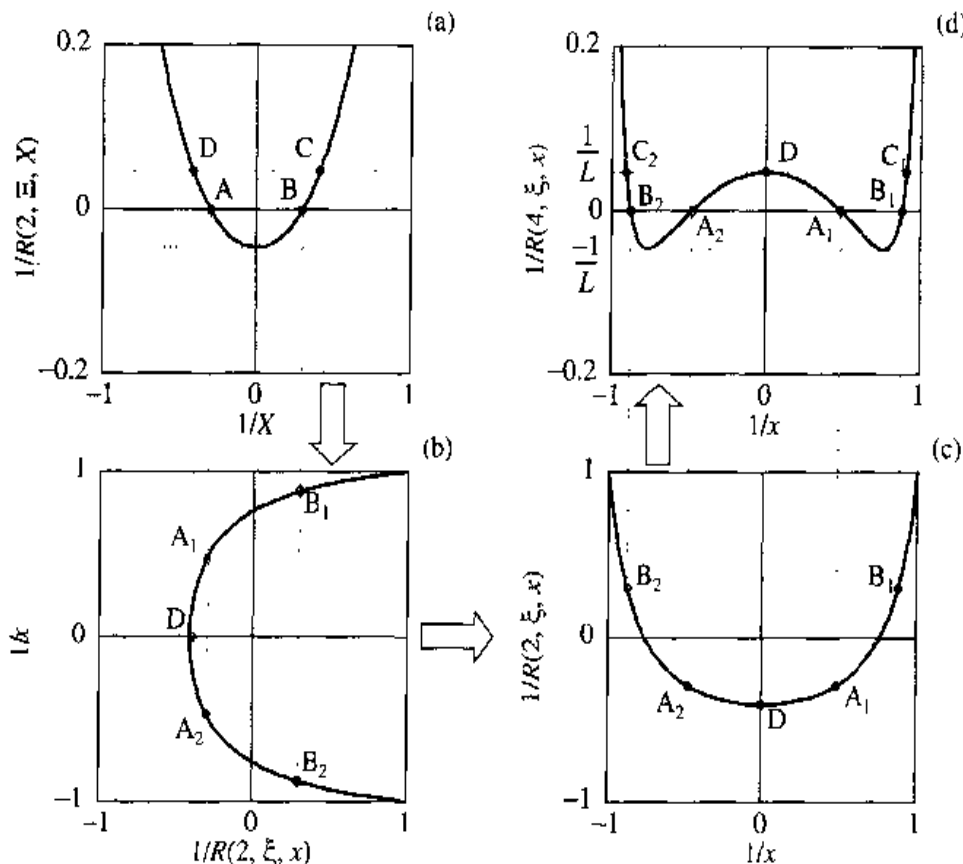 (a)
0.2
1/R(2, Ξ, X)
D
C
A
B
0
–0.2
–1
0
1
1/X
(d)
0.2
1/R(4, ξ, x)
1/L
0
–1/L
D
C₂
C₁
B₂
B₁
A₂
A₁
–0.2
–1
0
1
1/x
(b)
1
1/x
B₁
A₁
D
0
A₂
B₂
–1
–1
0
1
1/R(2, ξ, x)
(c)
1
1/R(2, ξ, x)
B₂
B₁
0
A₂
D
A₁
–1
–1
0
1
1/x